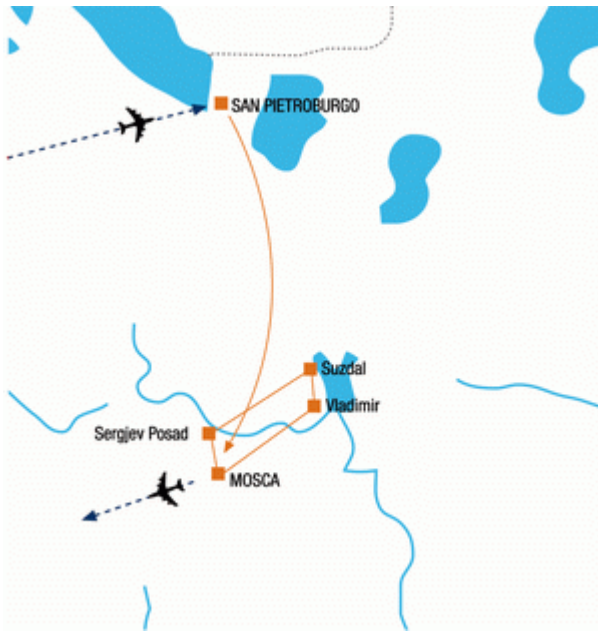 SAN PIETROBURGO
Suzdal
Vladimir
Sergjev Posad
MOSCA